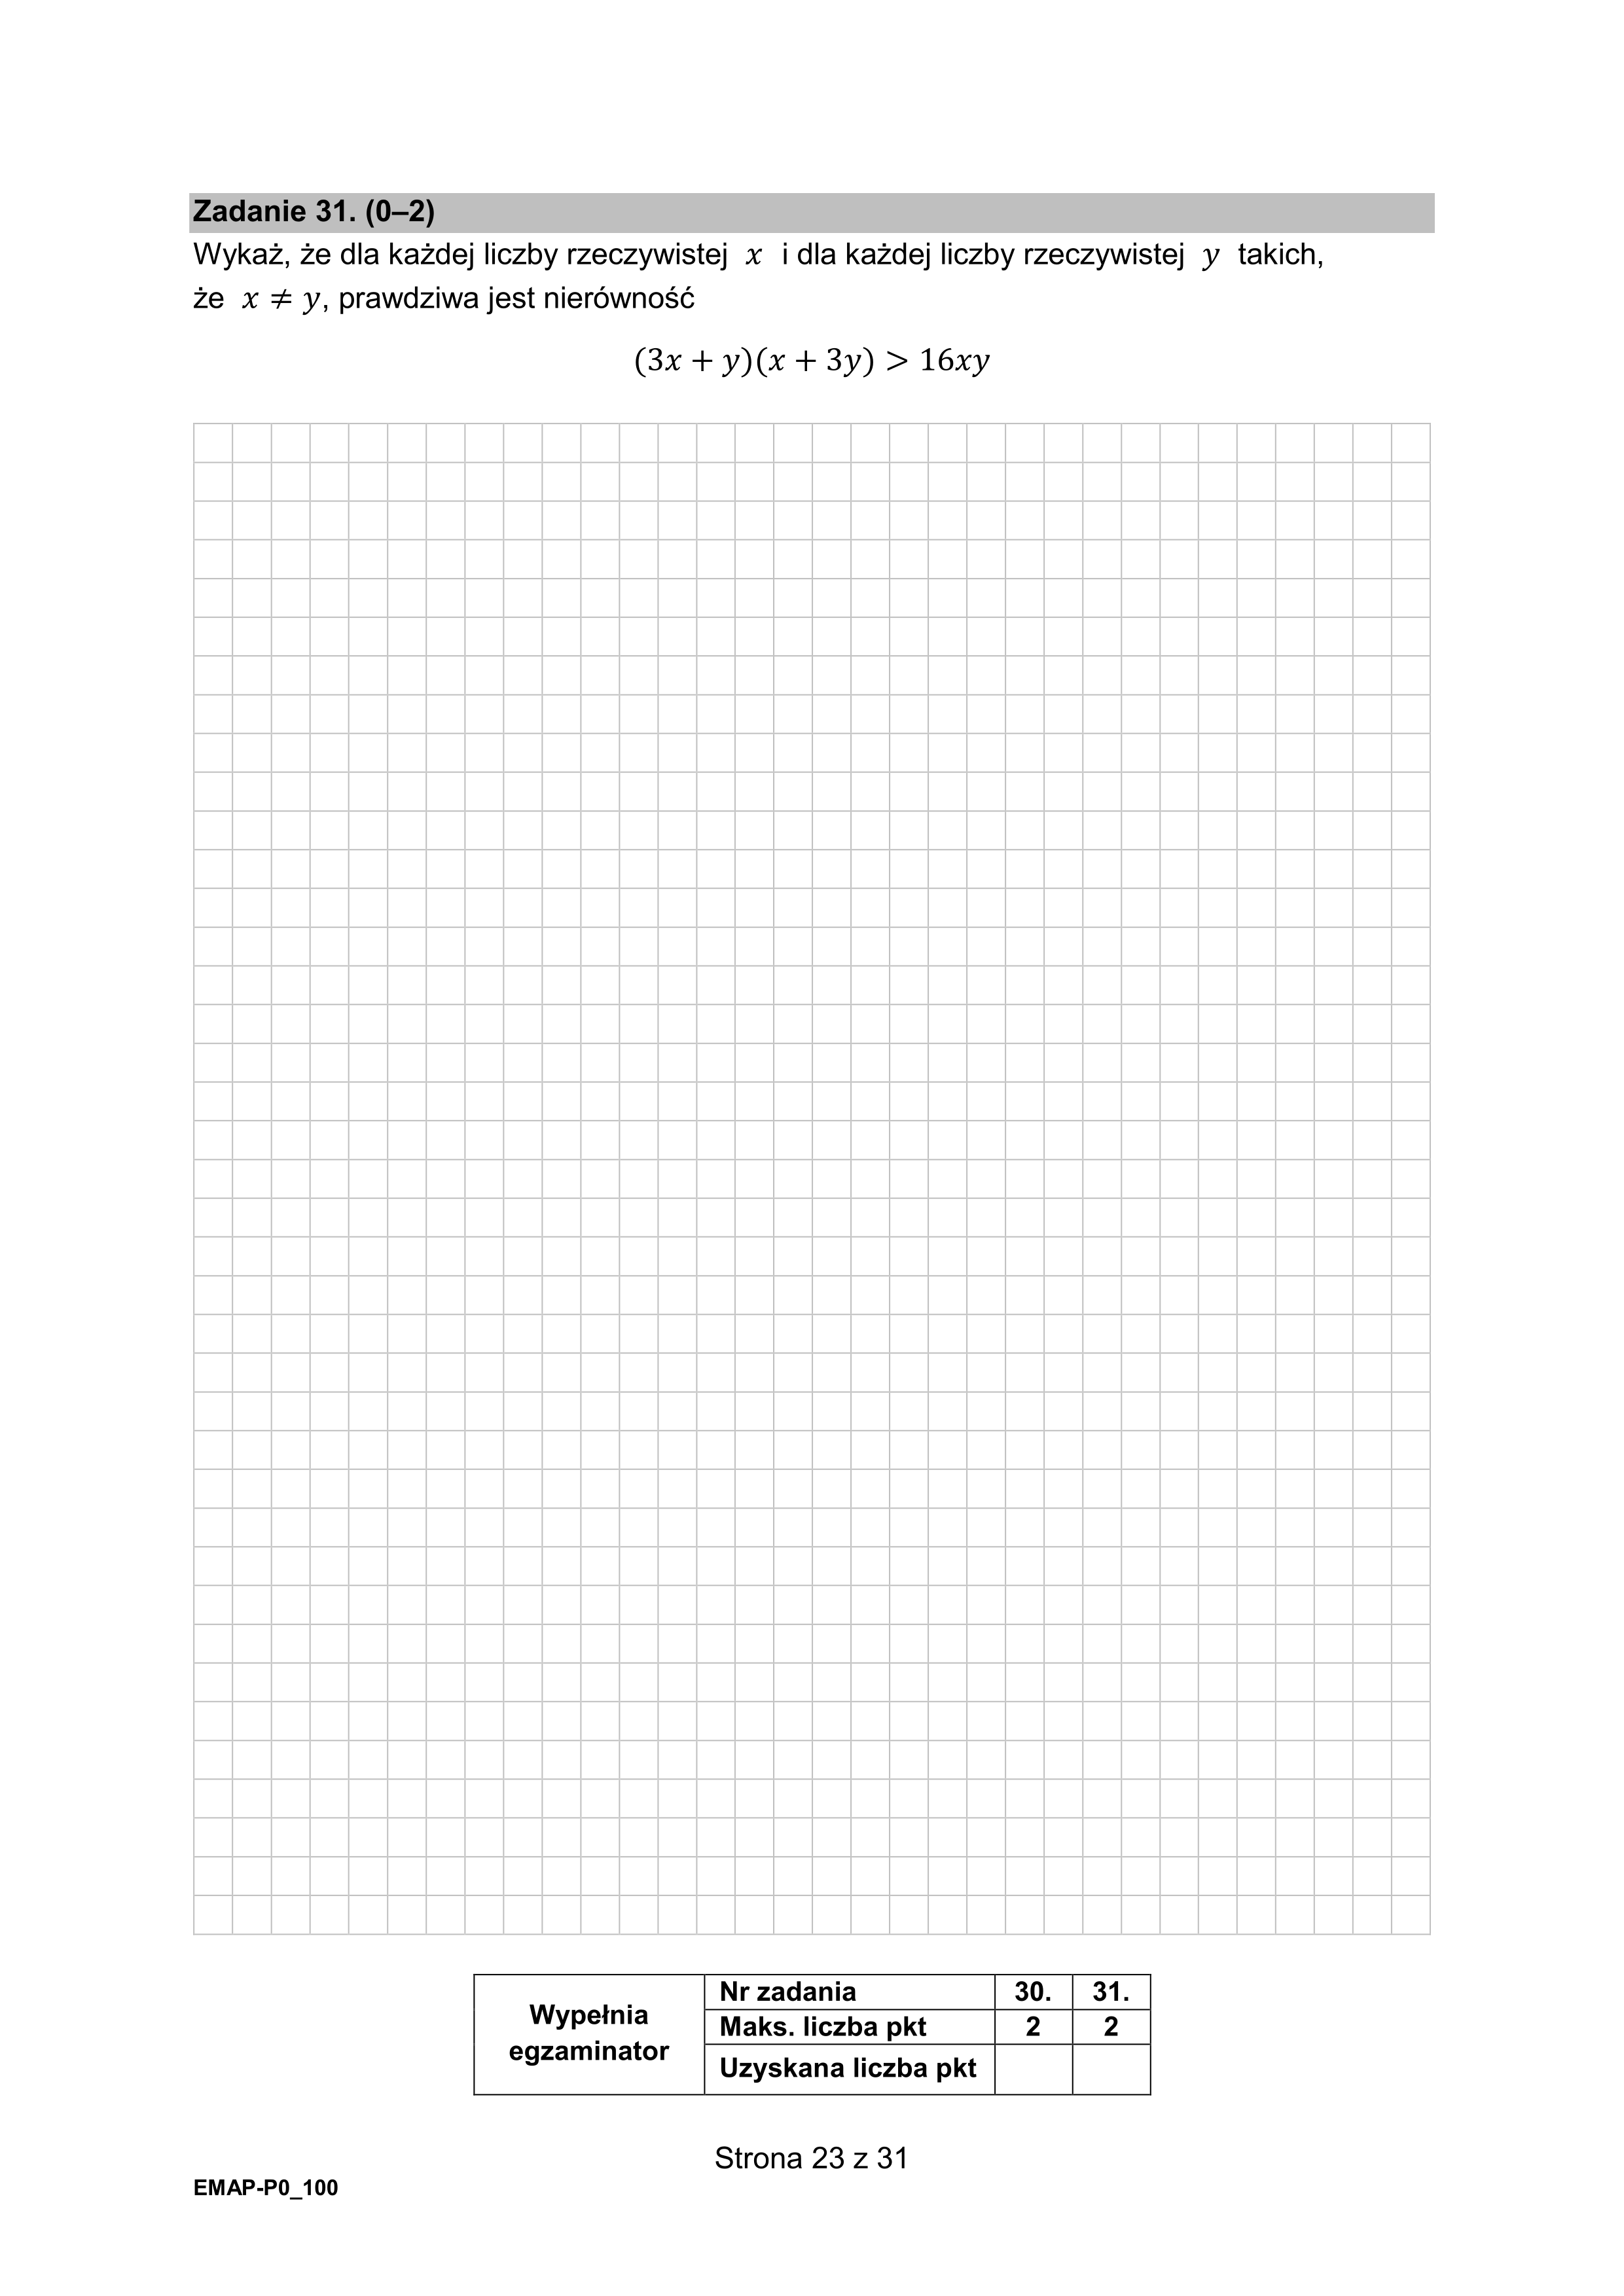 Zadanie 31. (0–2)
Wykaż, że dla każdej liczby rzeczywistej x i dla każdej liczby rzeczywistej y takich,
że x ≠ y, prawdziwa jest nierówność
(3x + y)(x + 3y) > 16xy
Wypełnia
egzaminator
Nr zadania 30. 31.
Maks. liczba pkt 2 2
Uzyskana liczba pkt
Strona 23 z 31
EMAP-P0_100